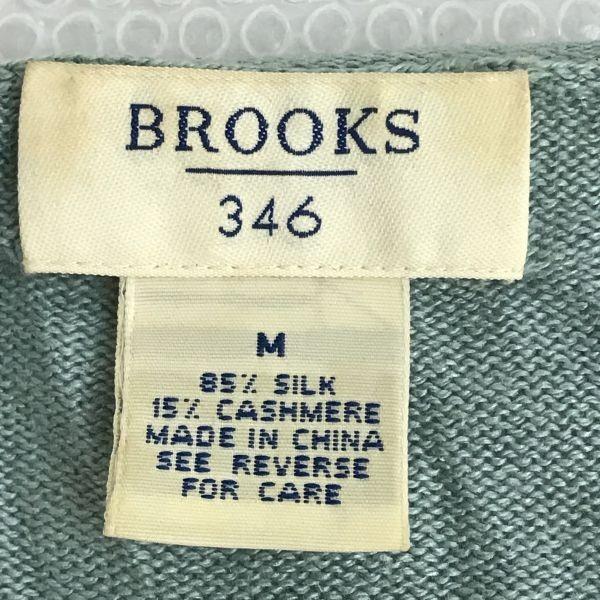 BROOKS
346
M
85% SILK
15% CASHMERE
MADE IN CHINA
SEE REVERSE
FOR CARE